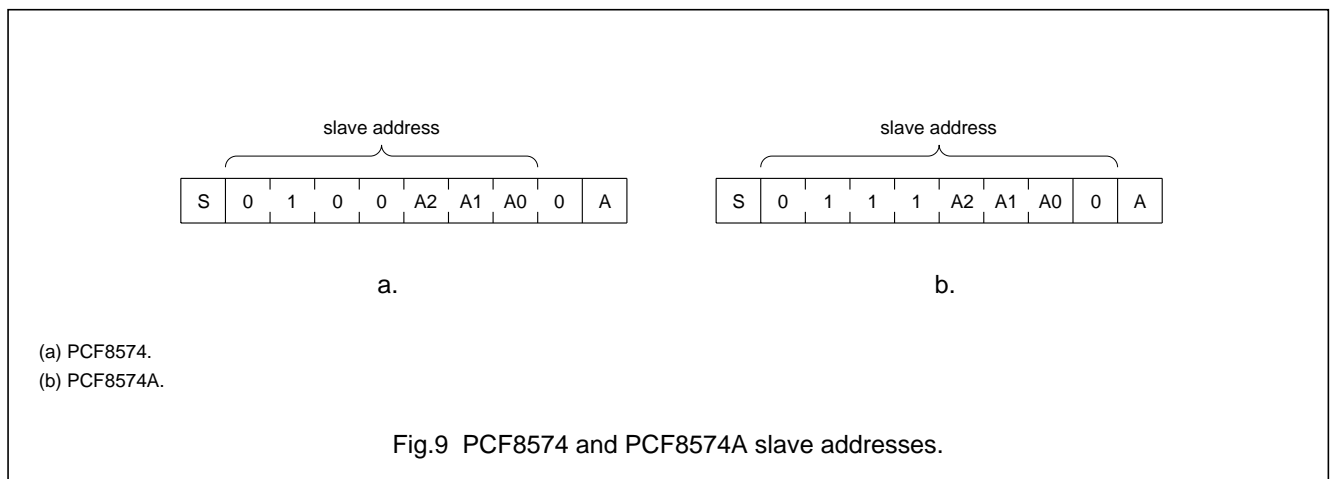 slave address
S 0 1 0 0 A2 A1 A0 0 A
a.
slave address
S 0 1 1 1 A2 A1 A0 0 A
b.
(a) PCF8574.
(b) PCF8574A.
Fig.9 PCF8574 and PCF8574A slave addresses.